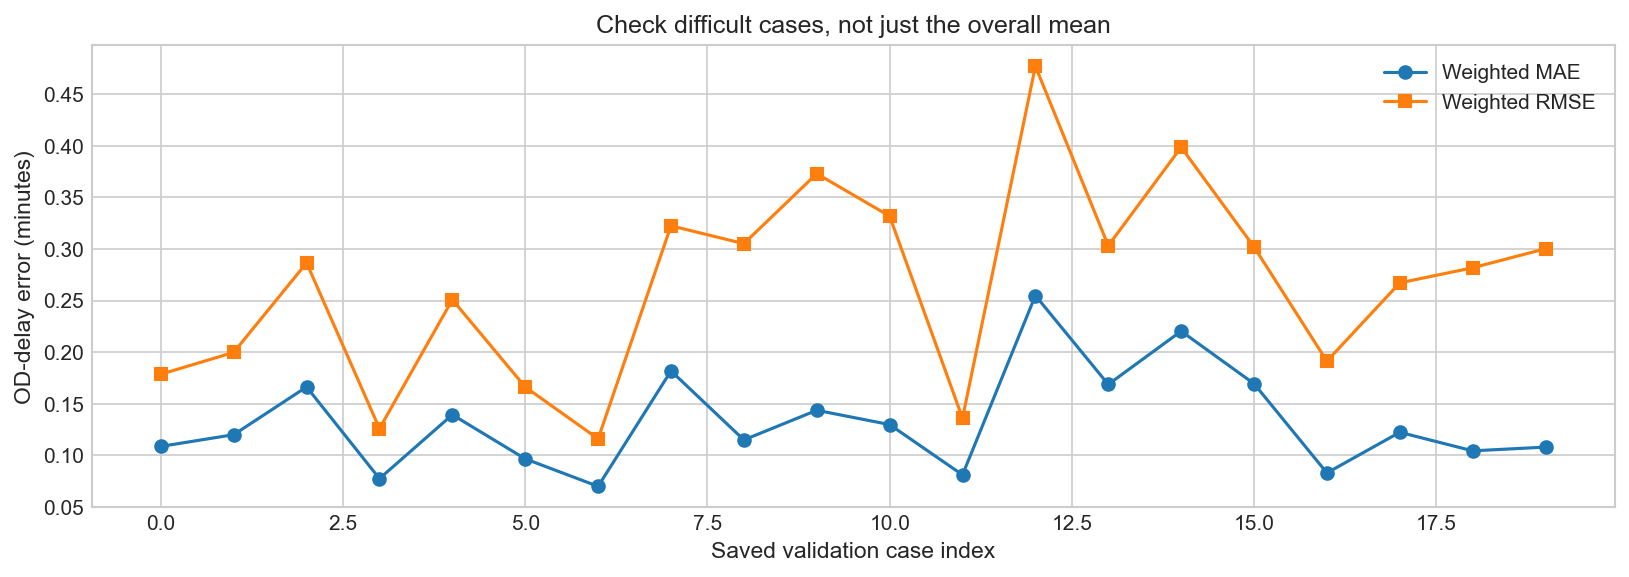 Check difficult cases, not just the overall mean
Weighted MAE
Weighted RMSE
OD-delay error (minutes)
0.45
0.40
0.35
0.30
0.25
0.20
0.15
0.10
0.05
0.0 2.5 5.0 7.5 10.0 12.5 15.0 17.5
Saved validation case index